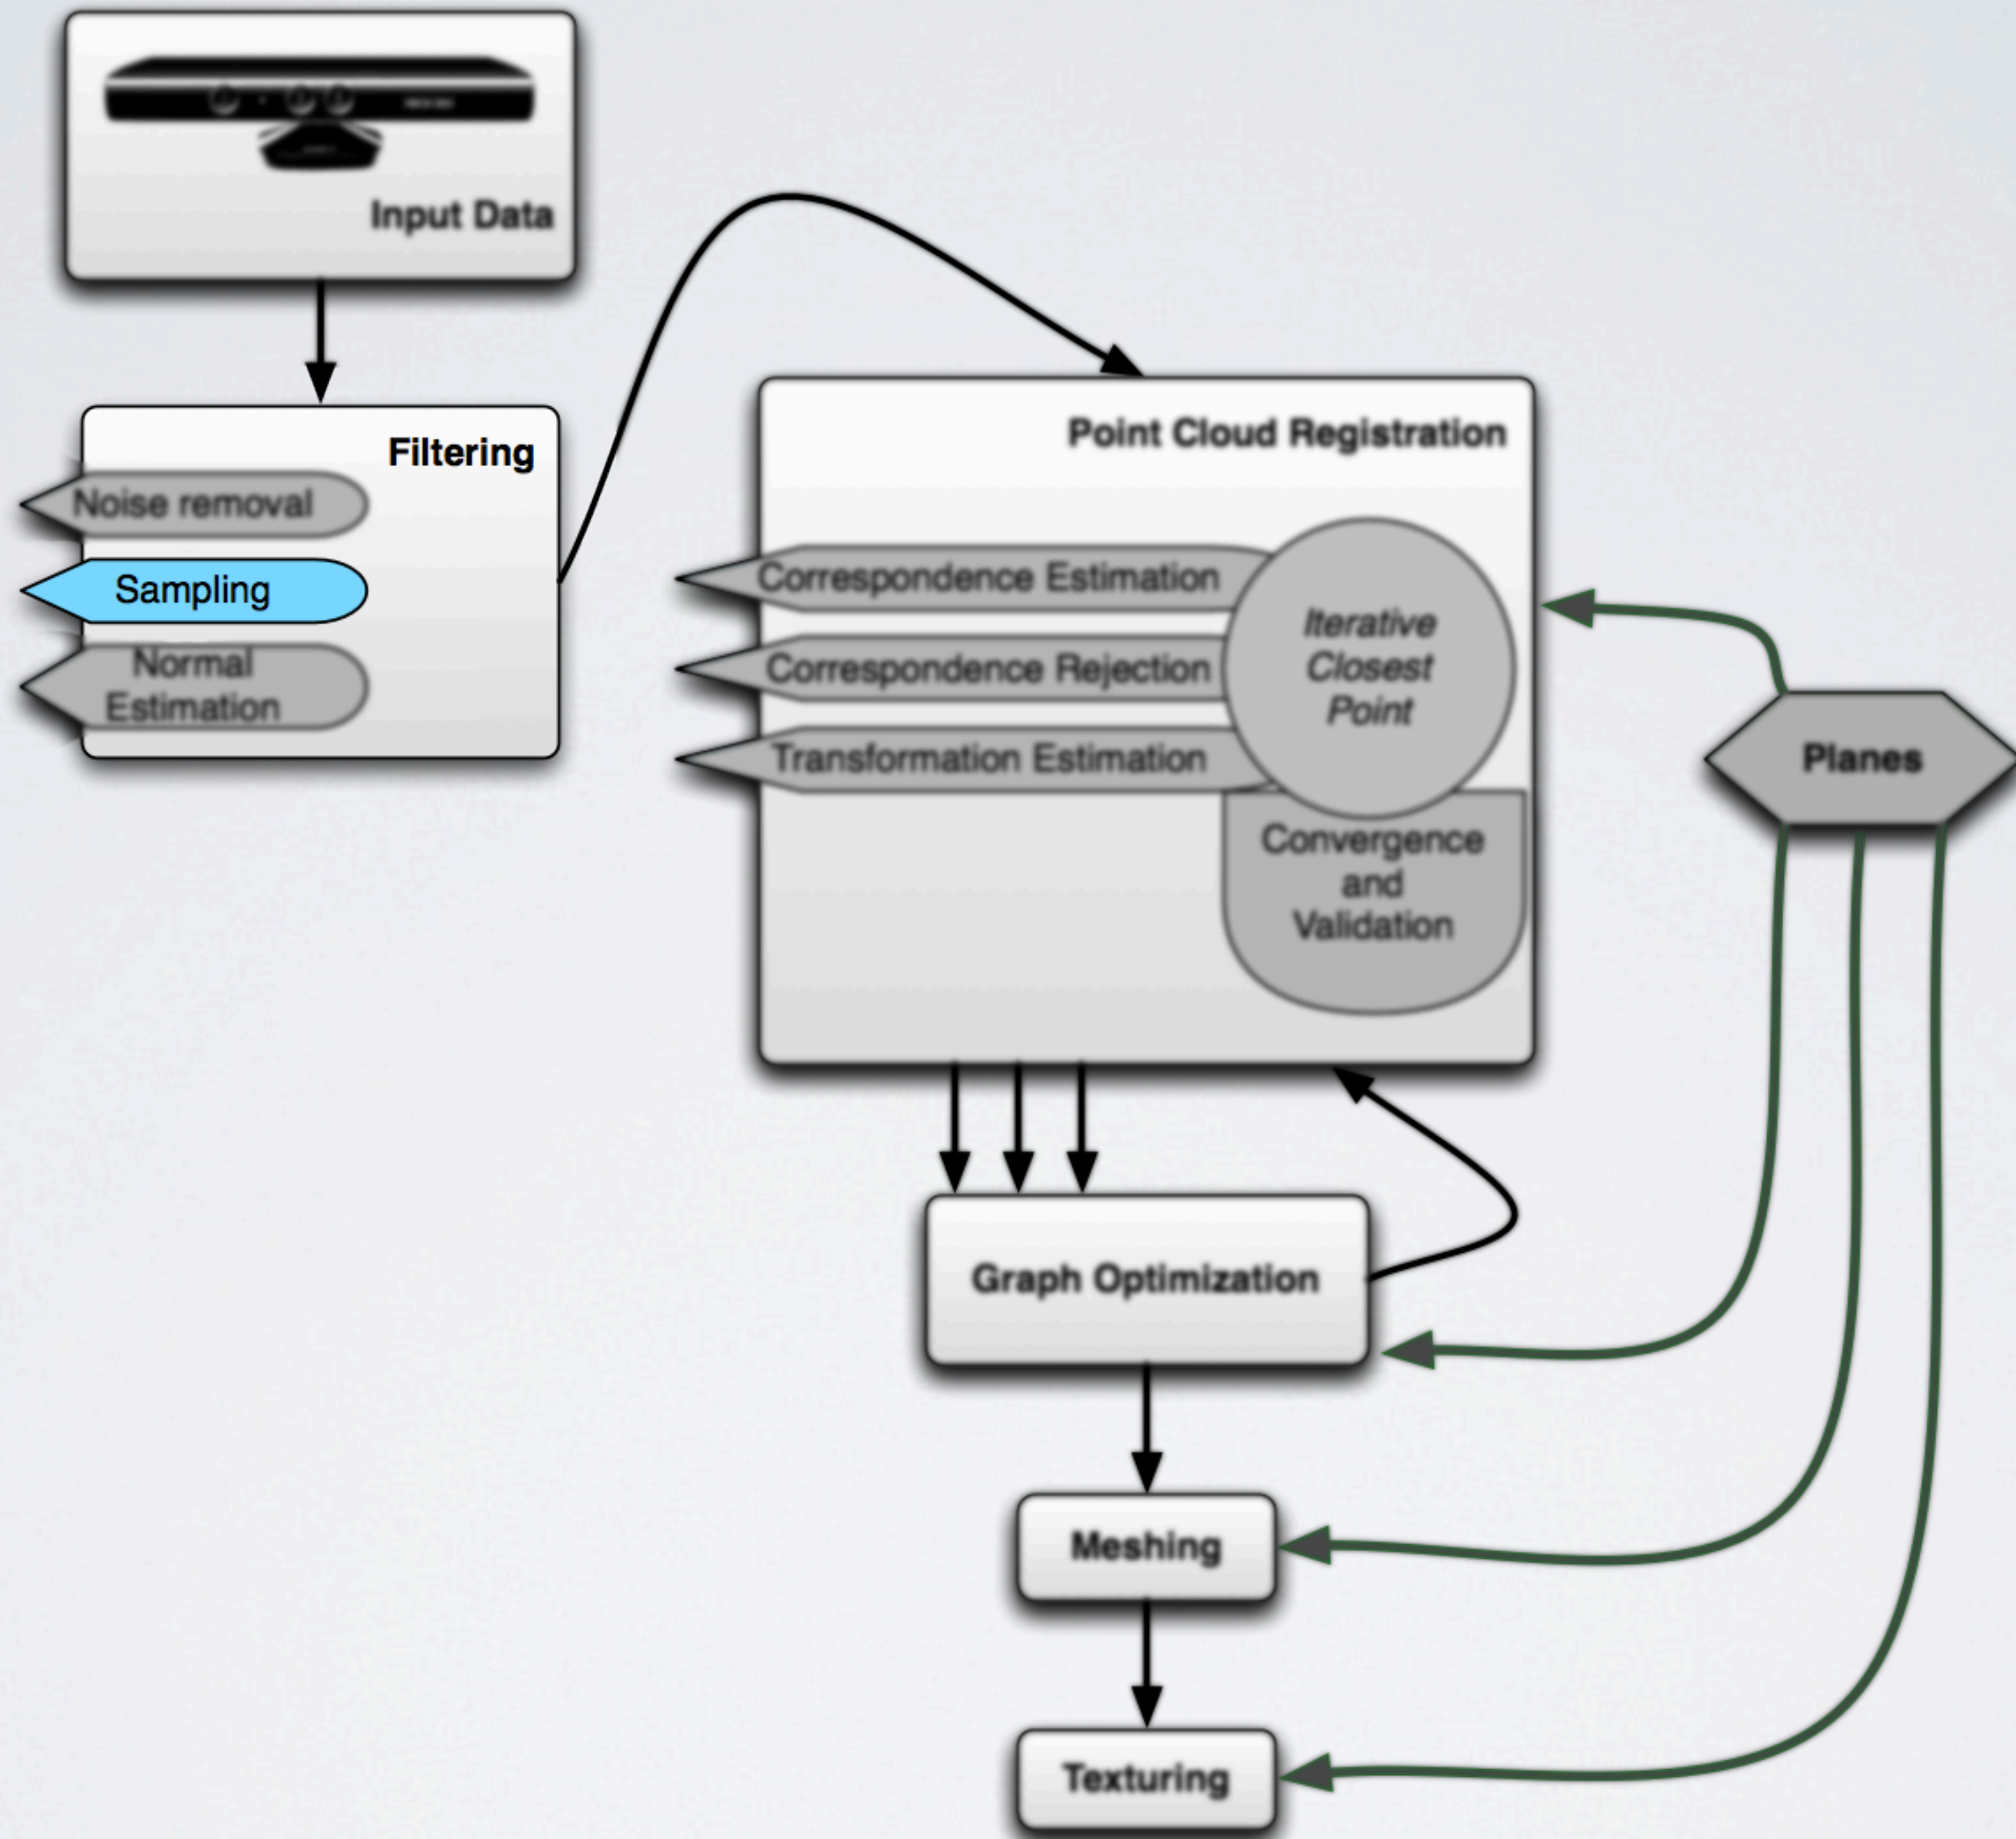 Input Data
Filtering
Noise removal
Sampling
Normal
Estimation
Point Cloud Registration
Correspondence Estimation
Correspondence Rejection
Transformation Estimation
Iterative
Closest
Point
Convergence
and
Validation
Planes
Graph Optimization
Meshing
Texturing